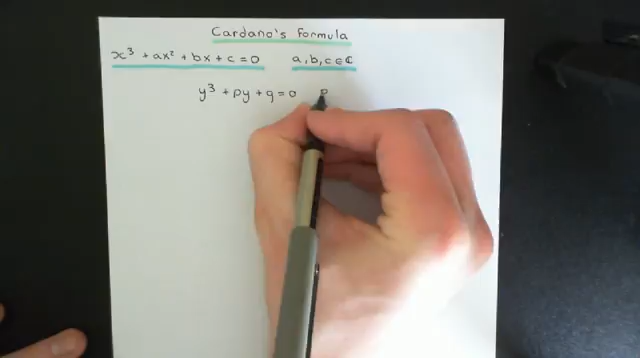 Cardano's Formula
x³ + ax² + bx + c = 0 a, b, c ∈ ℂ
y³ + py + q = 0 p